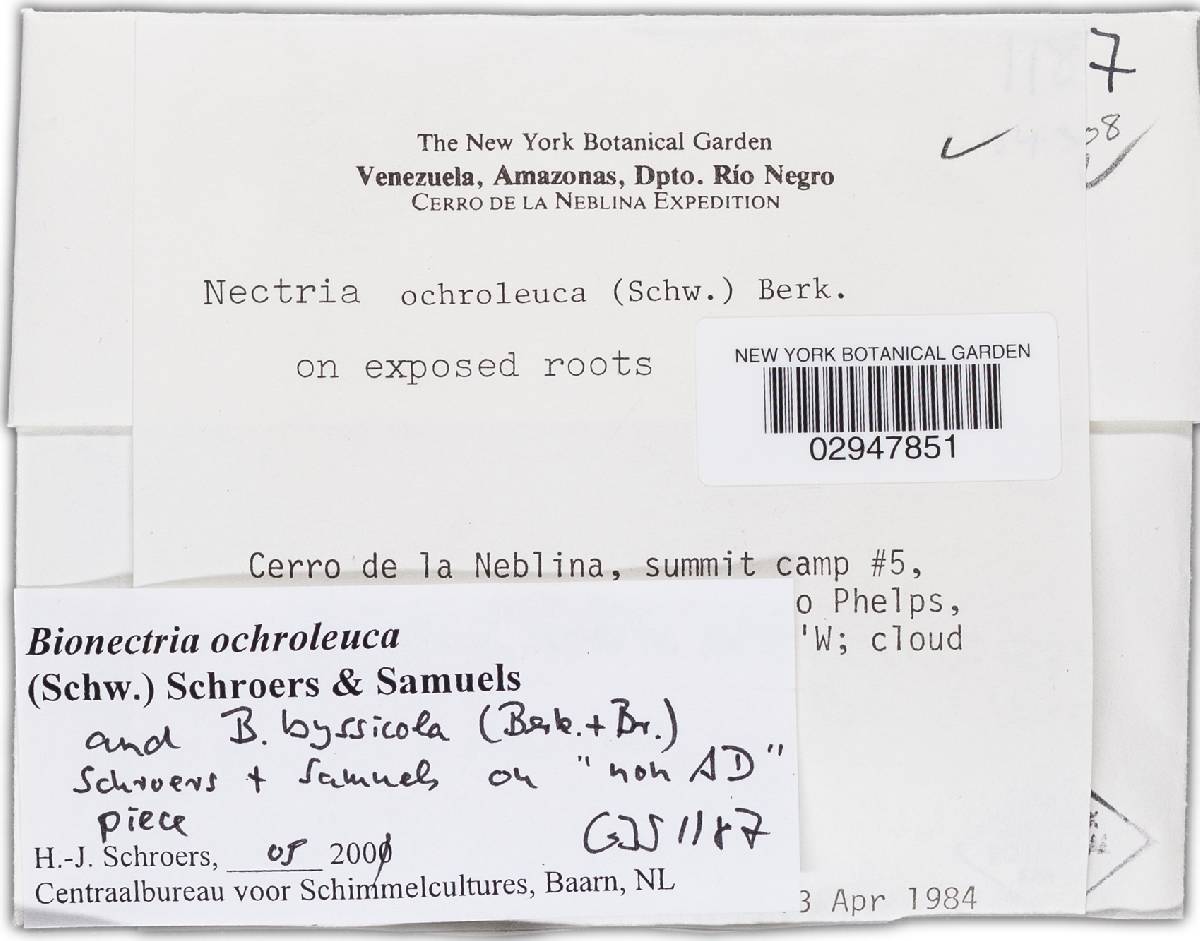 7
08
The New York Botanical Garden
Venezuela, Amazonas, Dpto. Río Negro
CERRO DE LA NEBLINA EXPEDITION
Nectria ochroleuca (Schw.) Berk.
on exposed roots
NEW YORK BOTANICAL GARDEN
02947851
Cerro de la Neblina, summit camp #5,
o Phelps,
'W; cloud
Bionectria ochroleuca
(Schw.) Schroers & Samuels
and B. byssicola (Berk. + Br.)
Schroers + Samuels on "non AD"
piece
GJS 1187
H.-J. Schroers, 05 200
Centraalbureau voor Schimmelcultures, Baarn, NL
3 Apr 1984